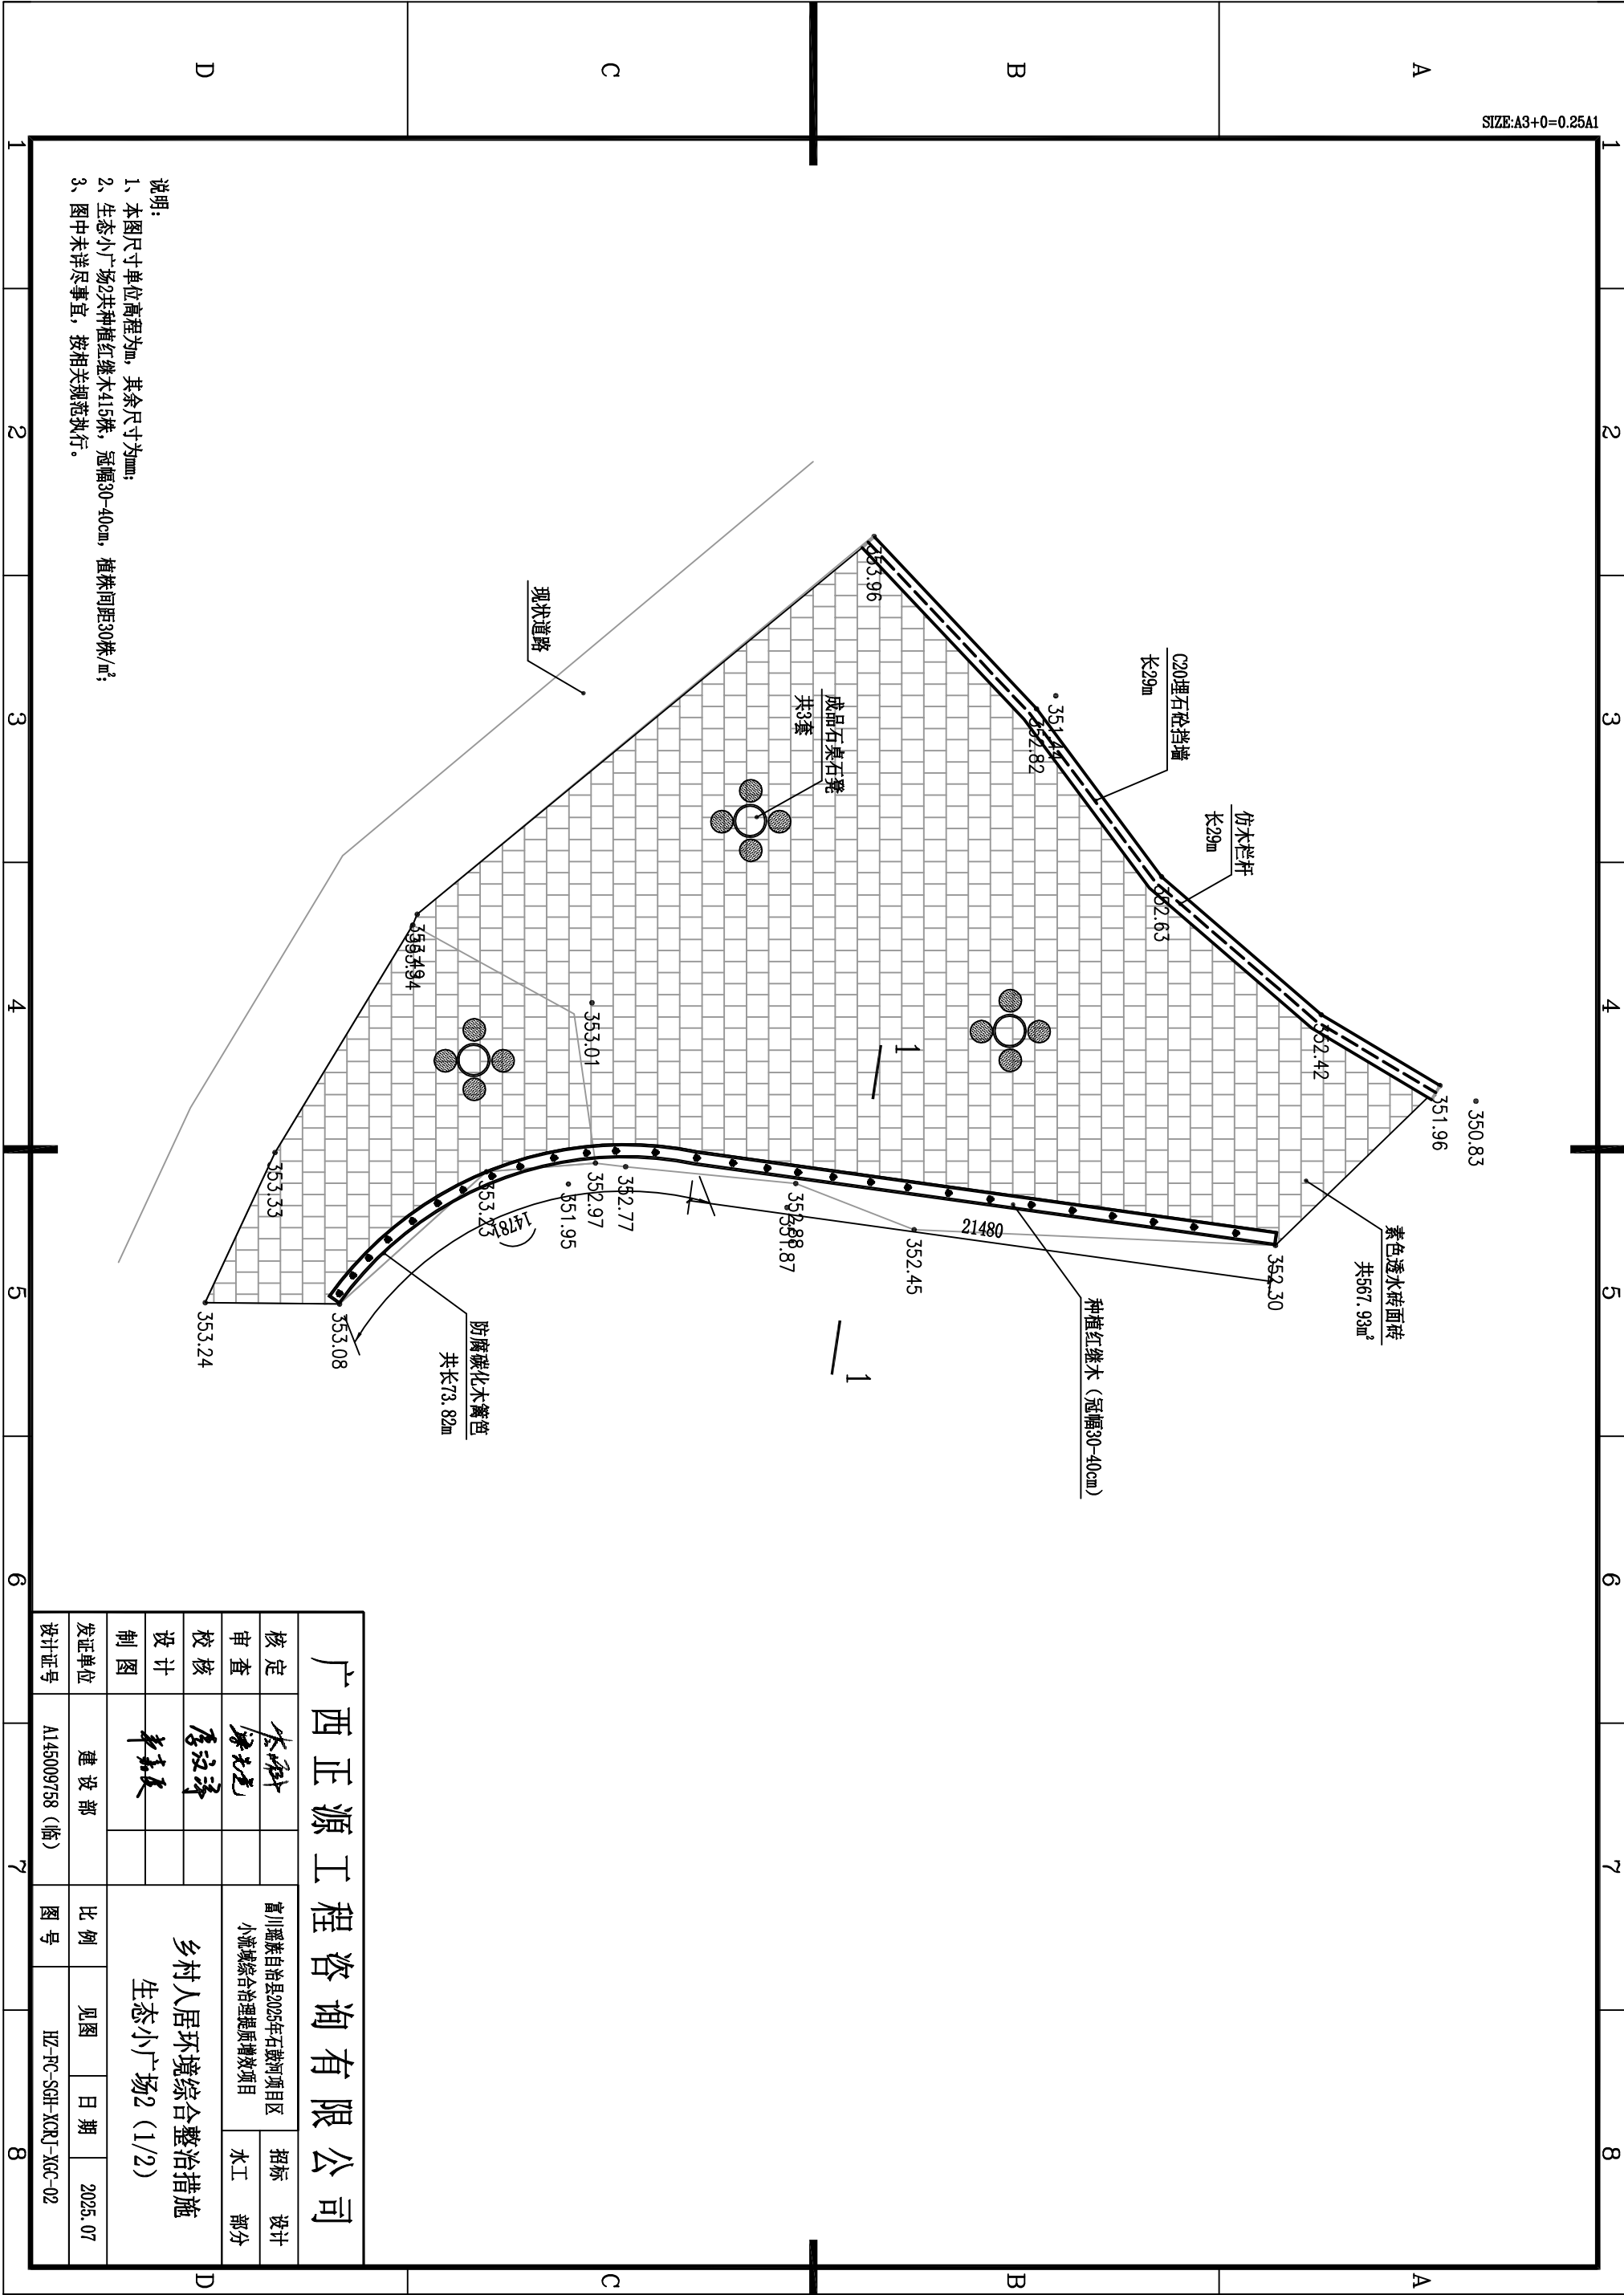 SIZE:A3+0=0.25A1
1 2 3 4 5 6 7 8
A
B
C
D
350.83
351.96
352.42
352.63
352.82
351.44
353.96
353.49
353.94
353.33
353.24
353.08
353.23
353.01
352.97
352.77
351.95
352.88
351.87
352.45
352.30
21480
14781
1
1
C20埋石砼挡墙
长29m
仿木栏杆
长29m
成品石桌石凳
共3套
现状道路
素色透水砖面砖
共567.93m²
种植红继木（冠幅30-40cm）
防腐碳化木篱笆
共长73.82m
说明:
1、本图尺寸单位高程为m，其余尺寸为mm;
2、生态小广场2共种植红继木415株，冠幅30-40cm，植株间距30株/m²;
3、图中未详尽事宜，按相关规范执行。
广西正源工程咨询有限公司
核定
审查
校核
设计
制图
富川瑶族自治县2025年石鼓河项目区
小流域综合治理提质增效项目
招标 设计
水工 部分
乡村人居环境综合整治措施
生态小广场2（1/2）
发证单位 建设部 比例 见图 日期 2025.07
设计证号 A145009758（临） 图号 HZ-FC-SGH-XCRJ-XGC-02
1 2 3 4 5 6 7 8
A
B
C
D